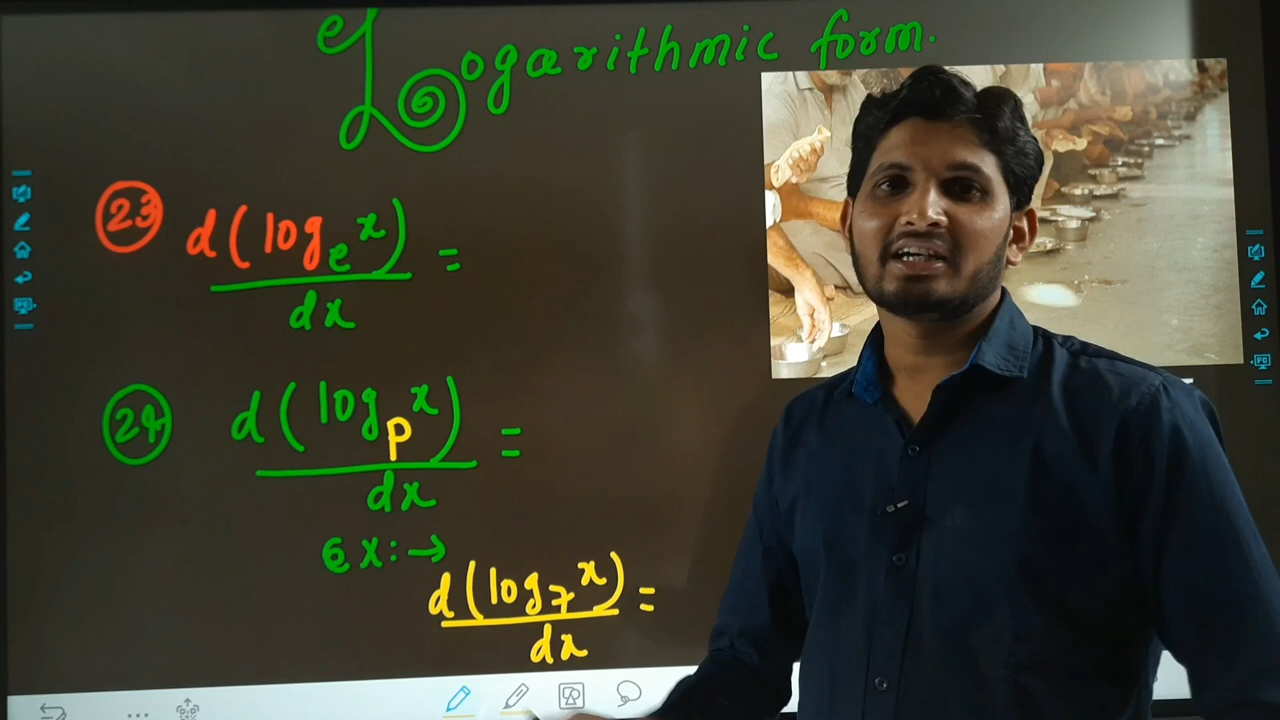 Logarithmic form.
23 d(logₑx)/dx =
24 d(logₚx)/dx =
Ex:→
d(log₇x)/dx =